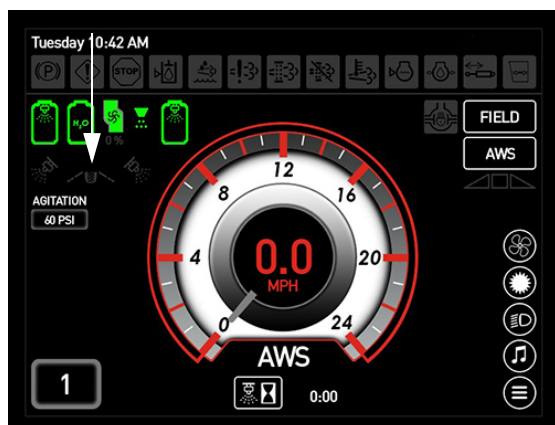 Tuesday 10:42 AM
STOP
H₂O
0 %
FIELD
AWS
AGITATION
60 PSI
12
8
16
4
20
0.0
MPH
0
24
AWS
1
0:00